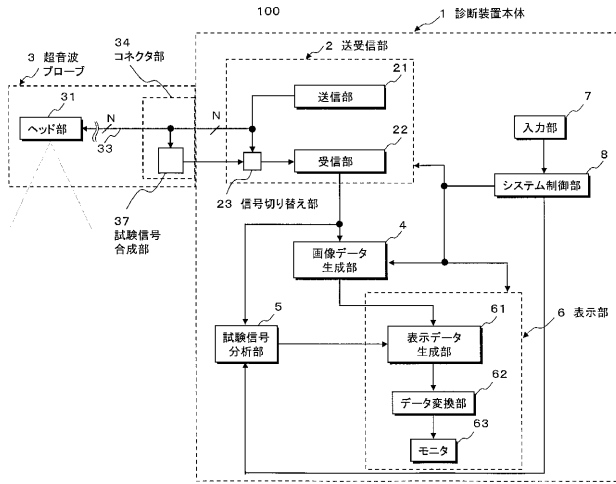 100
1 診断装置本体
34
コネクタ部
3 超音波
プローブ
2 送受信部
31
21
N
N
送信部
ヘッド部
33
22
7
受信部
入力部
8
37
試験信号
合成部
23 信号切り替え部
システム制御部
4
画像データ
生成部
5
61
6 表示部
試験信号
分析部
表示データ
生成部
62
データ変換部
63
モニタ